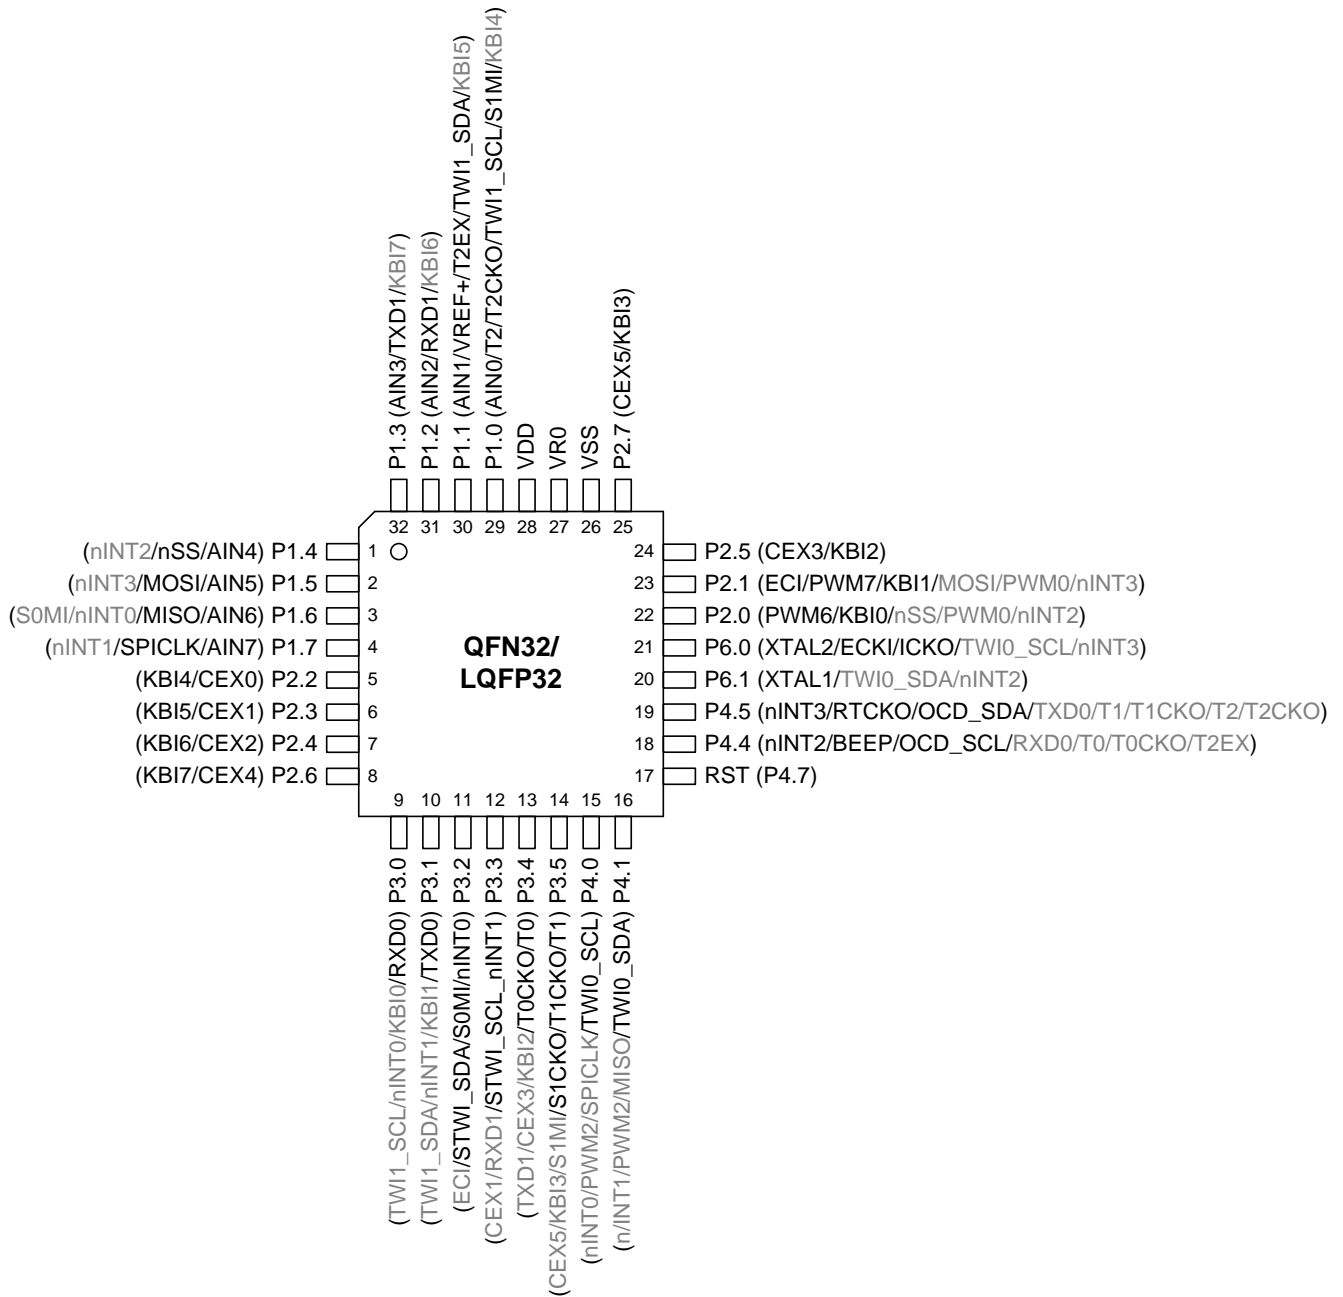 P1.3 (AIN3/TXD1/KBI7)
P1.2 (AIN2/RXD1/KBI6)
P1.1 (AIN1/VREF+/T2EX/TWI1_SDA/KBI5)
P1.0 (AIN0/T2/T2CKO/TWI1_SCL/S1MI/KBI4)
VDD
VR0
VSS
P2.7 (CEX5/KBI3)
32 31 30 29 28 27 26 25
(nINT2/nSS/AIN4) P1.4 1
(nINT3/MOSI/AIN5) P1.5 2
(S0MI/nINT0/MISO/AIN6) P1.6 3
(nINT1/SPICLK/AIN7) P1.7 4
(KBI4/CEX0) P2.2 5
(KBI5/CEX1) P2.3 6
(KBI6/CEX2) P2.4 7
(KBI7/CEX4) P2.6 8
QFN32/
LQFP32
24 P2.5 (CEX3/KBI2)
23 P2.1 (ECI/PWM7/KBI1/MOSI/PWM0/nINT3)
22 P2.0 (PWM6/KBI0/nSS/PWM0/nINT2)
21 P6.0 (XTAL2/ECKI/ICKO/TWI0_SCL/nINT3)
20 P6.1 (XTAL1/TWI0_SDA/nINT2)
19 P4.5 (nINT3/RTCKO/OCD_SDA/TXD0/T1/T1CKO/T2/T2CKO)
18 P4.4 (nINT2/BEEP/OCD_SCL/RXD0/T0/T0CKO/T2EX)
17 RST (P4.7)
9 10 11 12 13 14 15 16
(TWI1_SCL/nINT0/KBI0/RXD0) P3.0
(TWI1_SDA/nINT1/KBI1/TXD0) P3.1
(ECI/STWI_SDA/S0MI/nINT0) P3.2
(CEX1/RXD1/STWI_SCL_nINT1) P3.3
(TXD1/CEX3/KBI2/T0CKO/T0) P3.4
(CEX5/KBI3/S1MI/S1CKO/T1CKO/T1) P3.5
(nINT0/PWM2/SPICLK/TWI0_SCL) P4.0
(n/INT1/PWM2/MISO/TWI0_SDA) P4.1